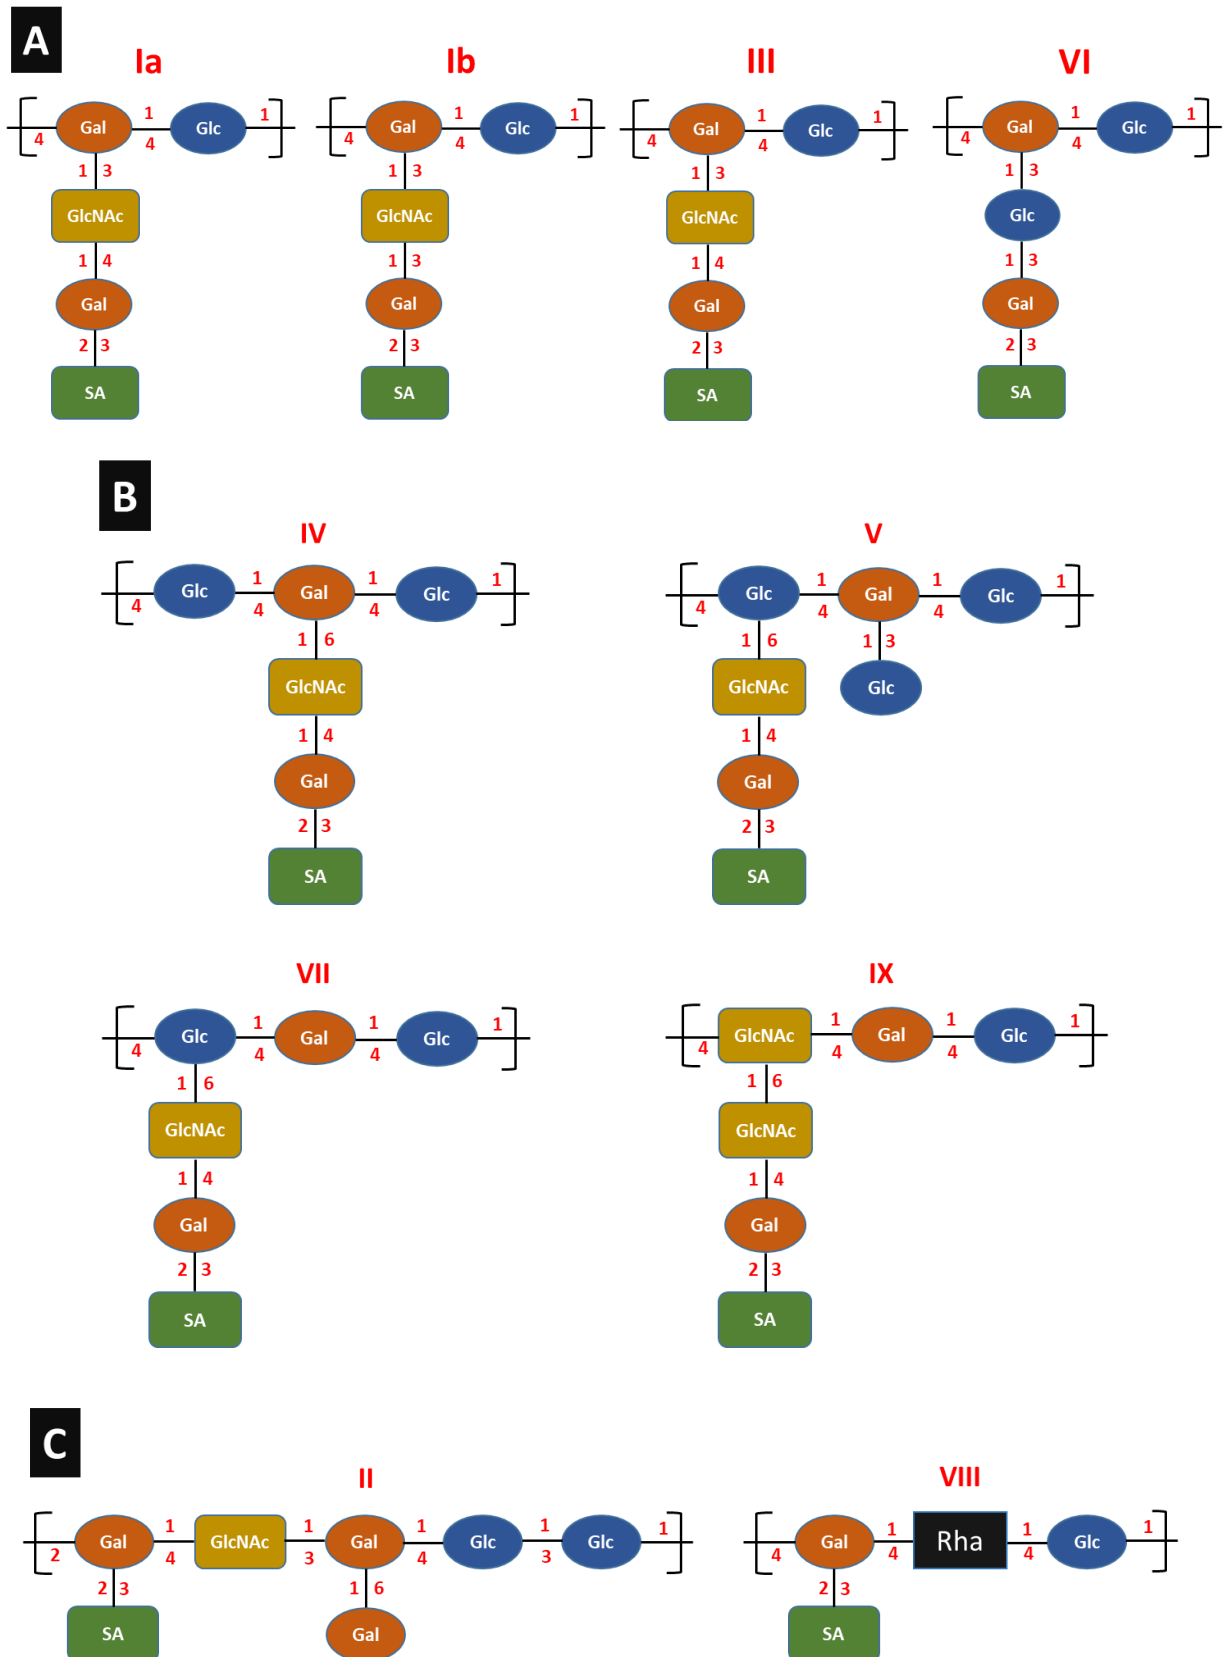 A
Ia Ib III VI
1 1 1 1 1 1 1 1
Gal Glc Gal Glc Gal Glc Gal Glc
4 4 4 4 4 4 4 4
1 3 1 3 1 3 1 3
GlcNAc GlcNAc GlcNAc Glc
1 4 1 3 1 4 1 3
Gal Gal Gal Gal
2 3 2 3 2 3 2 3
SA SA SA SA
B
IV V
1 1 1 1 1 1
Glc Gal Glc Glc Gal Glc
4 4 4 4 4 4
1 6 1 6 1 3
GlcNAc GlcNAc Glc
1 4 1 4
Gal Gal
2 3 2 3
SA SA
VII IX
1 1 1 1 1 1
Glc Gal Glc GlcNAc Gal Glc
4 4 4 4 4 4
1 6 1 6
GlcNAc GlcNAc
1 4 1 4
Gal Gal
2 3 2 3
SA SA
C
II VIII
1 1 1 1 1 1 1 1
Gal GlcNAc Gal Glc Glc Gal Rha Glc
2 4 3 4 3 4 4 4
2 3 1 6 2 3
SA Gal SA